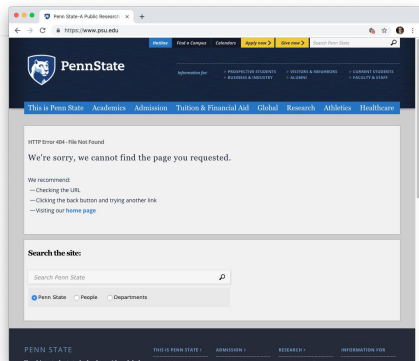 Penn State-A Public Research
https://www.psu.edu
Outline Find a Campus Calendars Apply now Give now Search Penn State
PennState
Information for:
PROSPECTIVE STUDENTS
VISITORS & NEIGHBORS
CURRENT STUDENTS
BUSINESS & INDUSTRY
ALUMNI
FACULTY & STAFF
This is Penn State Academics Admission Tuition & Financial Aid Global Research Athletics Healthcare
HTTP Error 404 - File Not Found
We're sorry, we cannot find the page you requested.
We recommend:
—Checking the URL
—Clicking the back button and trying another link
—Visiting our home page
Search the site:
Search Penn State
Penn State People Departments
PENN STATE THIS IS PENN STATE > ADMISSION > RESEARCH > INFORMATION FOR